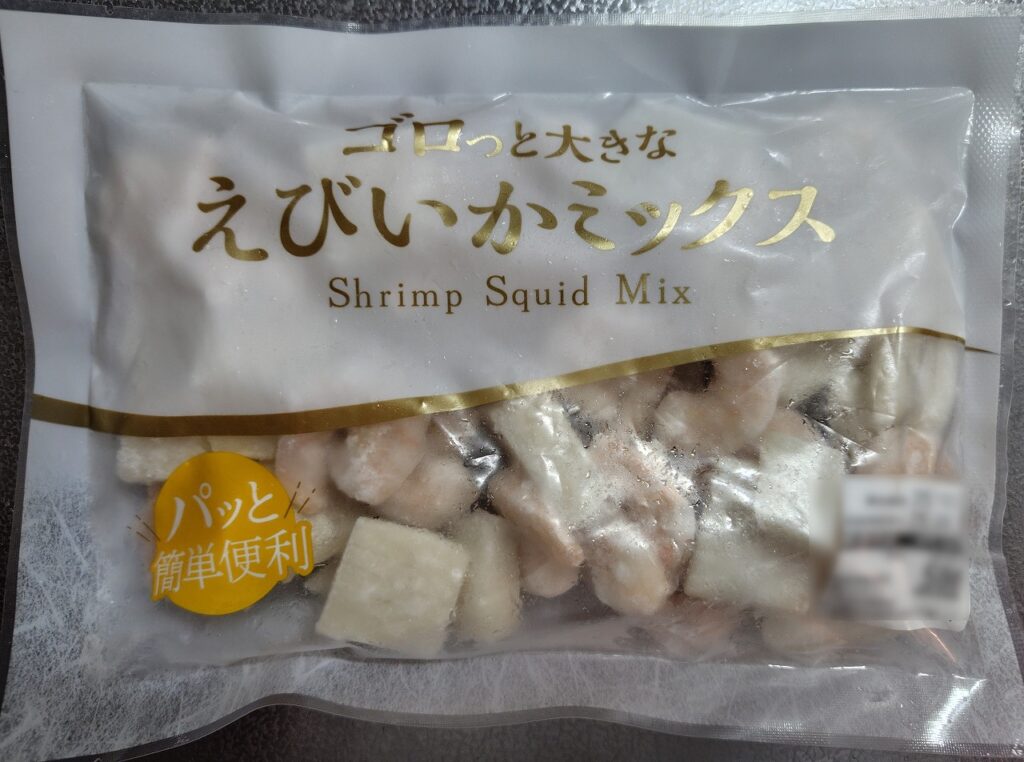 ゴロっと大きな
えびいかミックス
Shrimp Squid Mix
パッと
簡単便利